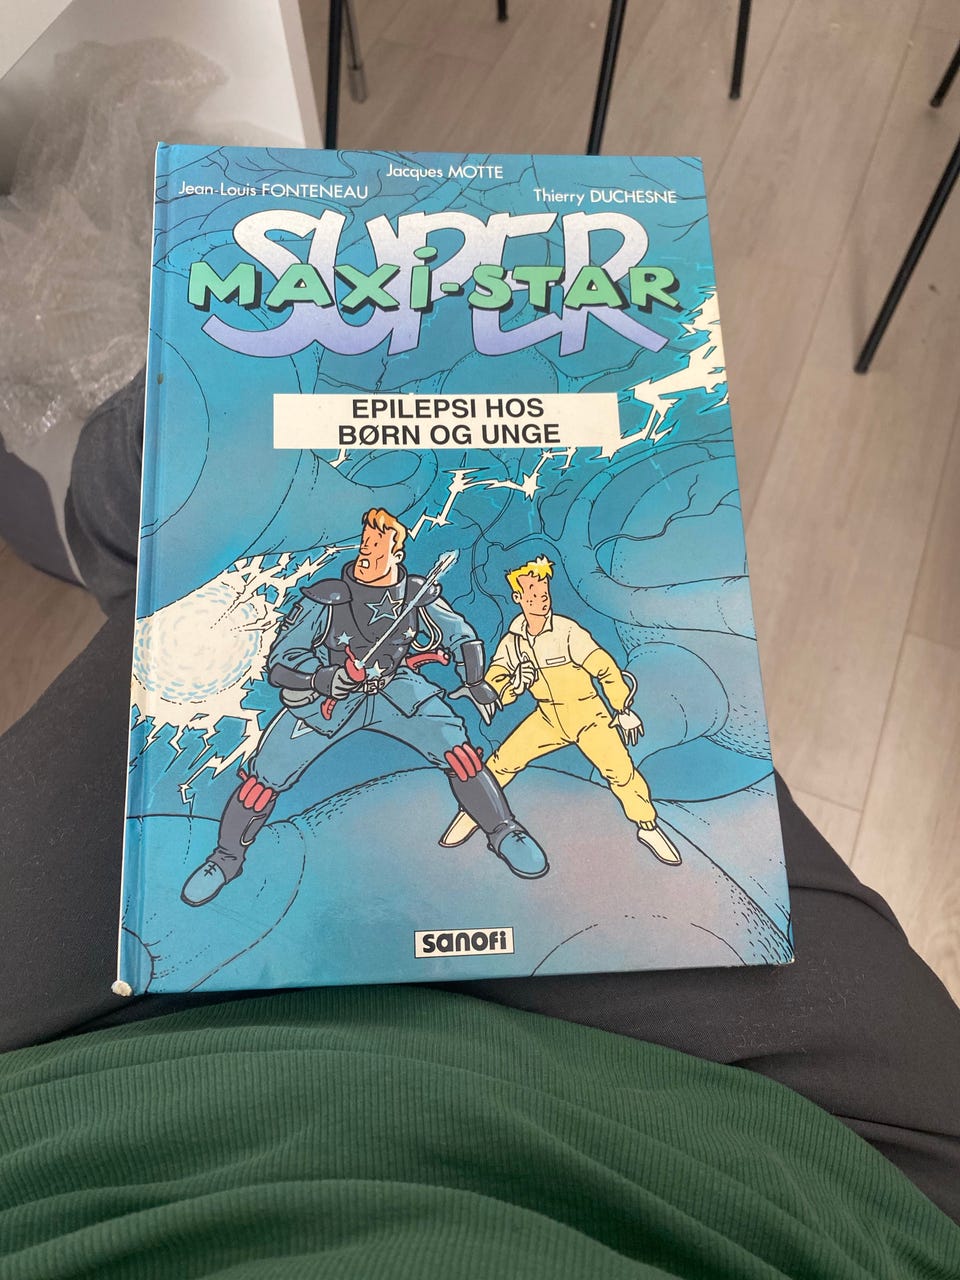 Jacques MOTTE
Jean-Louis FONTENEAU
Thierry DUCHESNE
SUPER
MAXi-STAR
EPILEPSI HOS
BØRN OG UNGE
sanofi